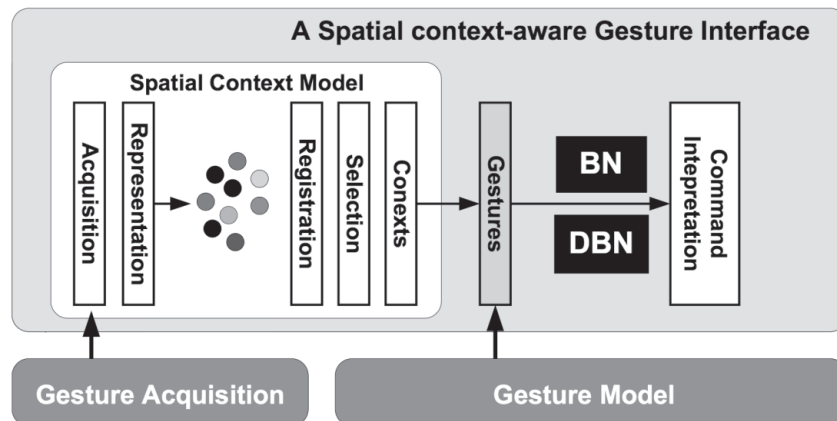 A Spatial context-aware Gesture Interface
Spatial Context Model
Acquisition
Representation
Registration
Selection
Conexts
Gestures
BN
DBN
Command
Intepretation
Gesture Acquisition
Gesture Model